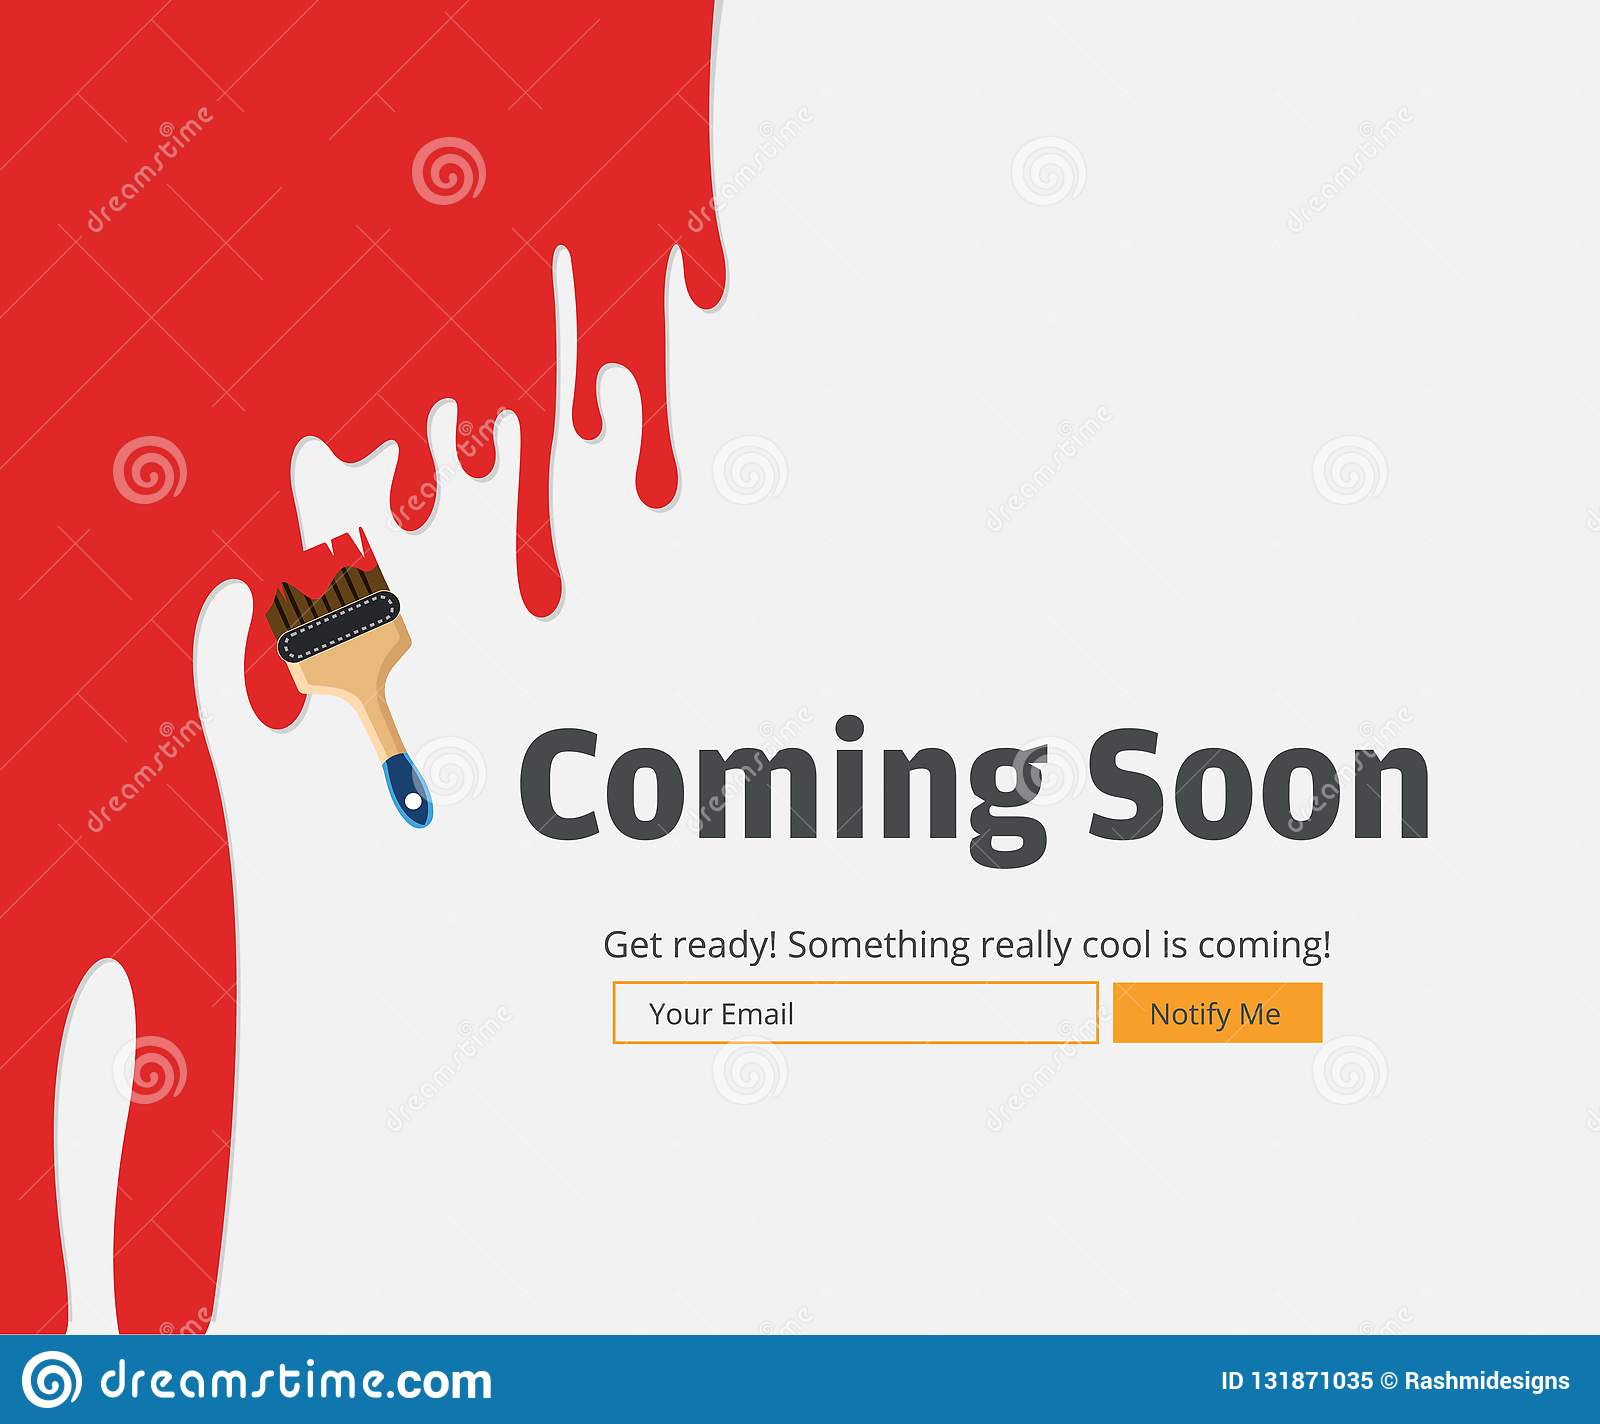 Coming Soon
Get ready! Something really cool is coming!
Your Email
Notify Me
dreamstime.com
ID 131871035 © Rashmidesigns